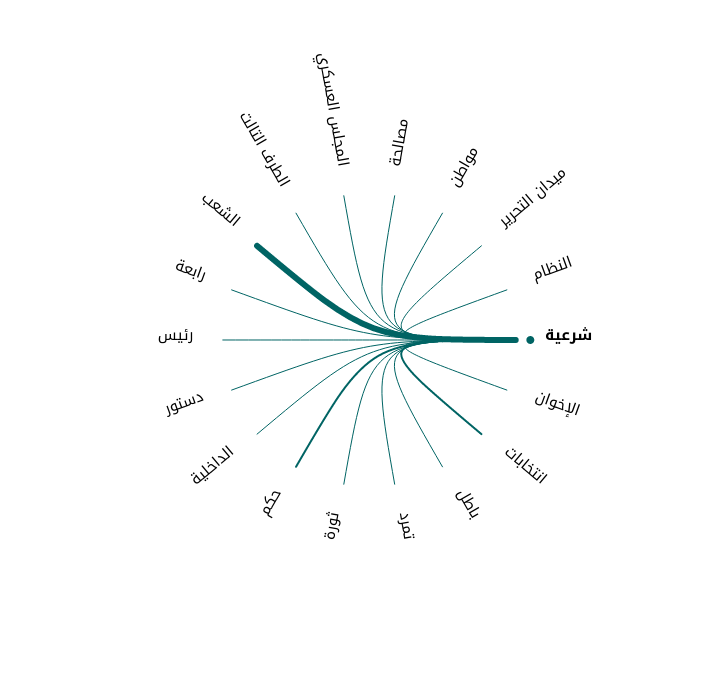 شرعية
النظام
ميدان التحرير
مواطن
مصالحة
المجلس العسكري
الطرف التالت
الشعب
رابعة
رئيس
دستور
الداخلية
حكم
ثورة
تمرد
باطل
انتخابات
الإخوان